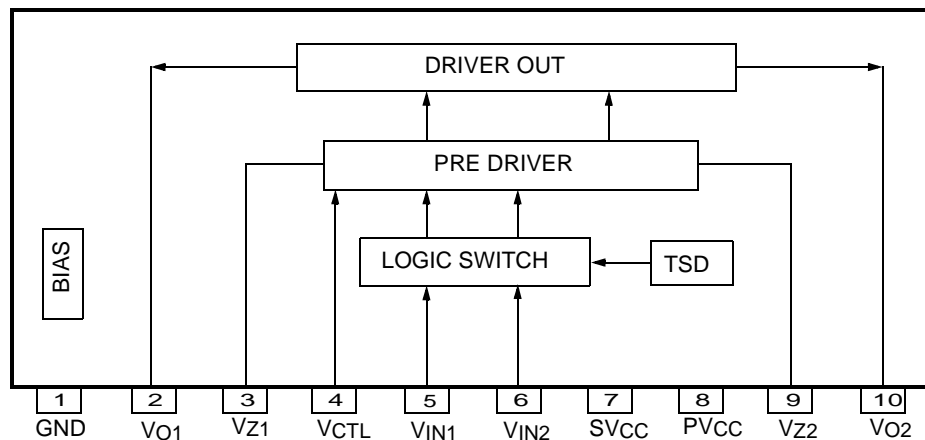 DRIVER OUT
PRE DRIVER
LOGIC SWITCH
TSD
BIAS
1 2 3 4 5 6 7 8 9 10
GND VO1 VZ1 VCTL VIN1 VIN2 SVCC PVCC VZ2 VO2